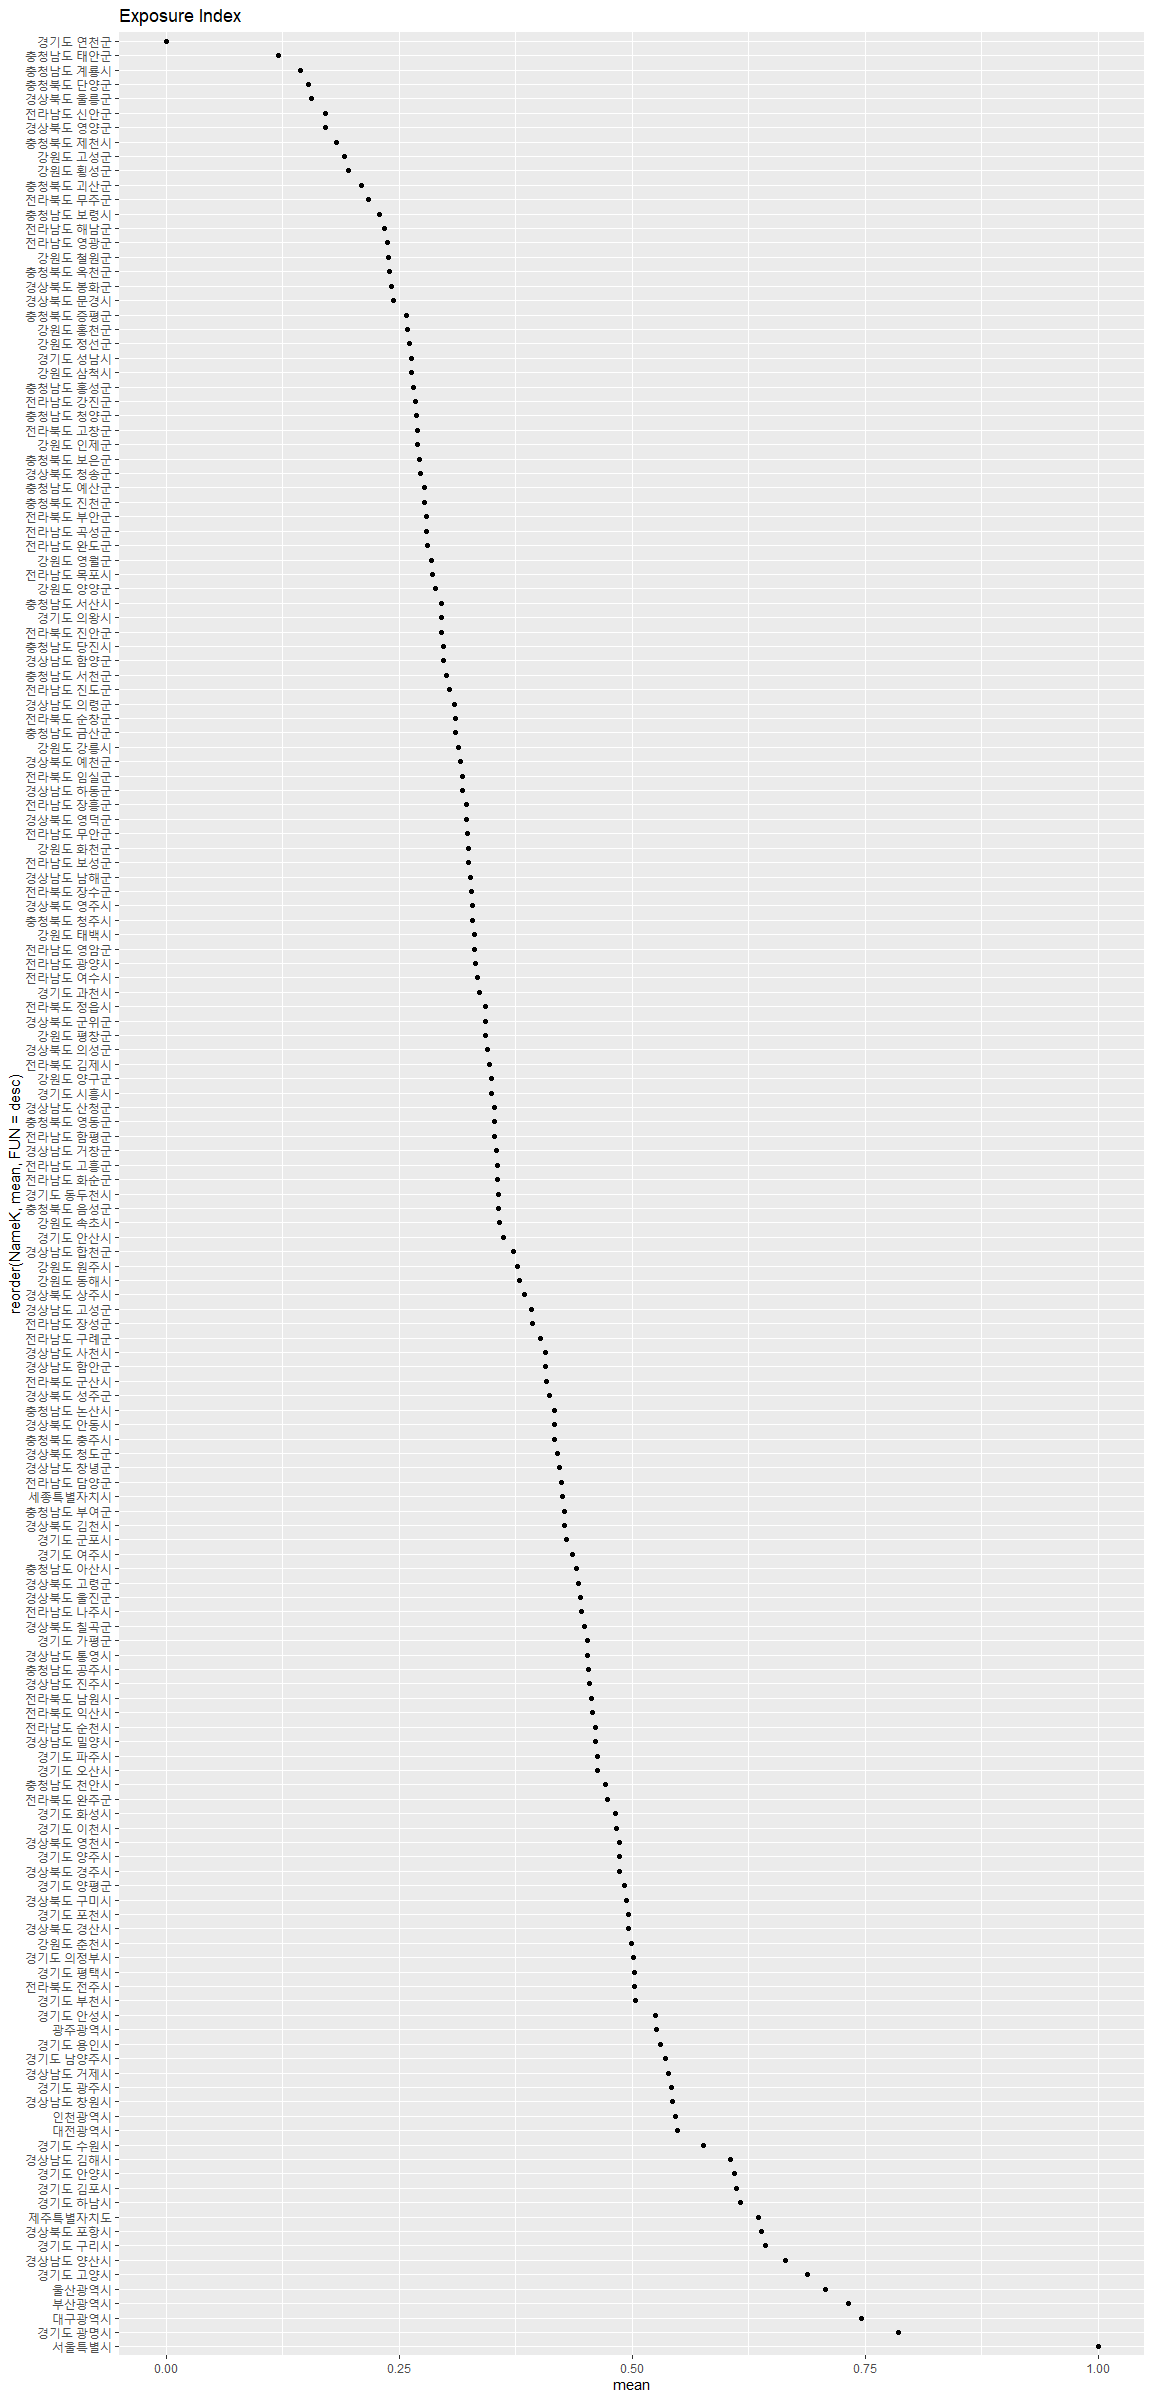 Exposure Index
경기도 연천군
충청남도 태안군
충청남도 계룡시
충청북도 단양군
경상북도 울릉군
전라남도 신안군
경상북도 영양군
충청북도 제천시
강원도 고성군
강원도 횡성군
충청북도 괴산군
전라북도 무주군
충청남도 보령시
전라남도 해남군
전라남도 영광군
강원도 철원군
충청북도 옥천군
경상북도 봉화군
경상북도 문경시
충청북도 증평군
강원도 홍천군
강원도 정선군
경기도 성남시
강원도 삼척시
충청남도 홍성군
전라남도 강진군
충청남도 청양군
전라북도 고창군
강원도 인제군
충청북도 보은군
경상북도 청송군
충청남도 예산군
충청북도 진천군
전라북도 부안군
전라남도 곡성군
전라남도 완도군
강원도 영월군
전라남도 목포시
강원도 양양군
충청남도 서산시
경기도 의왕시
전라북도 진안군
충청남도 당진시
경상남도 함양군
충청남도 서천군
전라남도 진도군
경상남도 의령군
전라북도 순창군
충청남도 금산군
강원도 강릉시
경상북도 예천군
전라북도 임실군
경상남도 하동군
전라남도 장흥군
경상북도 영덕군
전라남도 무안군
강원도 화천군
전라남도 보성군
경상남도 남해군
전라북도 장수군
경상북도 영주시
충청북도 청주시
강원도 태백시
전라남도 영암군
전라남도 광양시
전라남도 여수시
경기도 과천시
전라북도 정읍시
경상북도 군위군
강원도 평창군
경상북도 의성군
전라북도 김제시
강원도 양구군
경기도 시흥시
경상남도 산청군
충청북도 영동군
전라남도 함평군
경상남도 거창군
전라남도 고흥군
전라남도 화순군
경기도 동두천시
충청북도 음성군
강원도 속초시
경기도 안산시
경상남도 합천군
강원도 원주시
강원도 동해시
경상북도 상주시
경상남도 고성군
전라남도 장성군
전라남도 구례군
경상남도 사천시
경상남도 함안군
전라북도 군산시
경상북도 성주군
충청남도 논산시
경상북도 안동시
충청북도 충주시
경상북도 청도군
경상남도 창녕군
전라남도 담양군
세종특별자치시
충청남도 부여군
경상북도 김천시
경기도 군포시
경기도 여주시
충청남도 아산시
경상북도 고령군
경상북도 울진군
전라남도 나주시
경상북도 칠곡군
경기도 가평군
경상남도 통영시
충청남도 공주시
경상남도 진주시
전라북도 남원시
전라북도 익산시
전라남도 순천시
경상남도 밀양시
경기도 파주시
경기도 오산시
충청남도 천안시
전라북도 완주군
경기도 화성시
경기도 이천시
경상북도 영천시
경기도 양주시
경상북도 경주시
경기도 양평군
경상북도 구미시
경기도 포천시
경상북도 경산시
강원도 춘천시
경기도 의정부시
경기도 평택시
전라북도 전주시
경기도 부천시
경기도 안성시
광주광역시
경기도 용인시
경기도 남양주시
경상남도 거제시
경기도 광주시
경상남도 창원시
인천광역시
대전광역시
경기도 수원시
경상남도 김해시
경기도 안양시
경기도 김포시
경기도 하남시
제주특별자치도
경상북도 포항시
경기도 구리시
경상남도 양산시
경기도 고양시
울산광역시
부산광역시
대구광역시
경기도 광명시
서울특별시
reorder(NameK, mean, FUN = desc)
0.00 0.25 0.50 0.75 1.00
mean